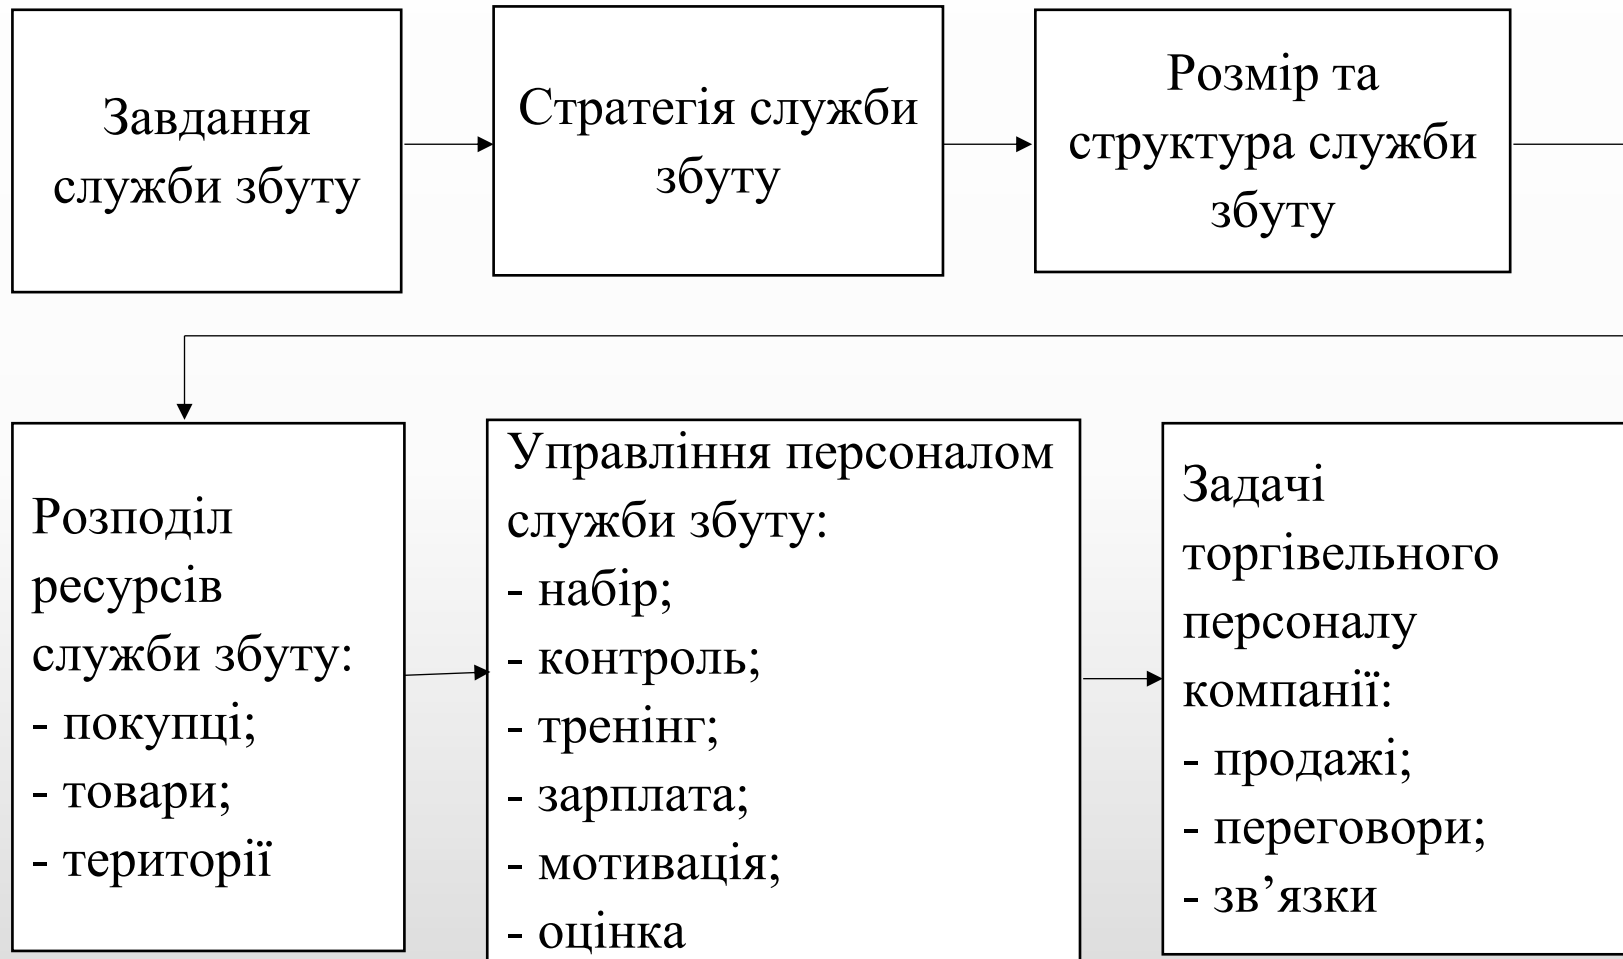 Завдання
служби збуту
Стратегія служби
збуту
Розмір та
структура служби
збуту
Розподіл
ресурсів
служби збуту:
- покупці;
- товари;
- території
Управління персоналом
служби збуту:
- набір;
- контроль;
- тренінг;
- зарплата;
- мотивація;
- оцінка
Задачі
торгівельного
персоналу
компанії:
- продажі;
- переговори;
- зв’язки